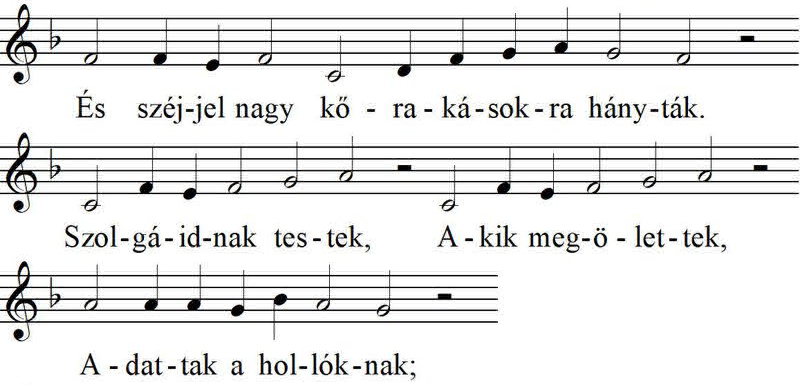 És széj-jel nagy kő - ra - ká - sok - ra hány-ták.
Szol-gá-id-nak tes-tek, A-kik meg-ö-let-tek,
A-dat-tak a hol-lók-nak;